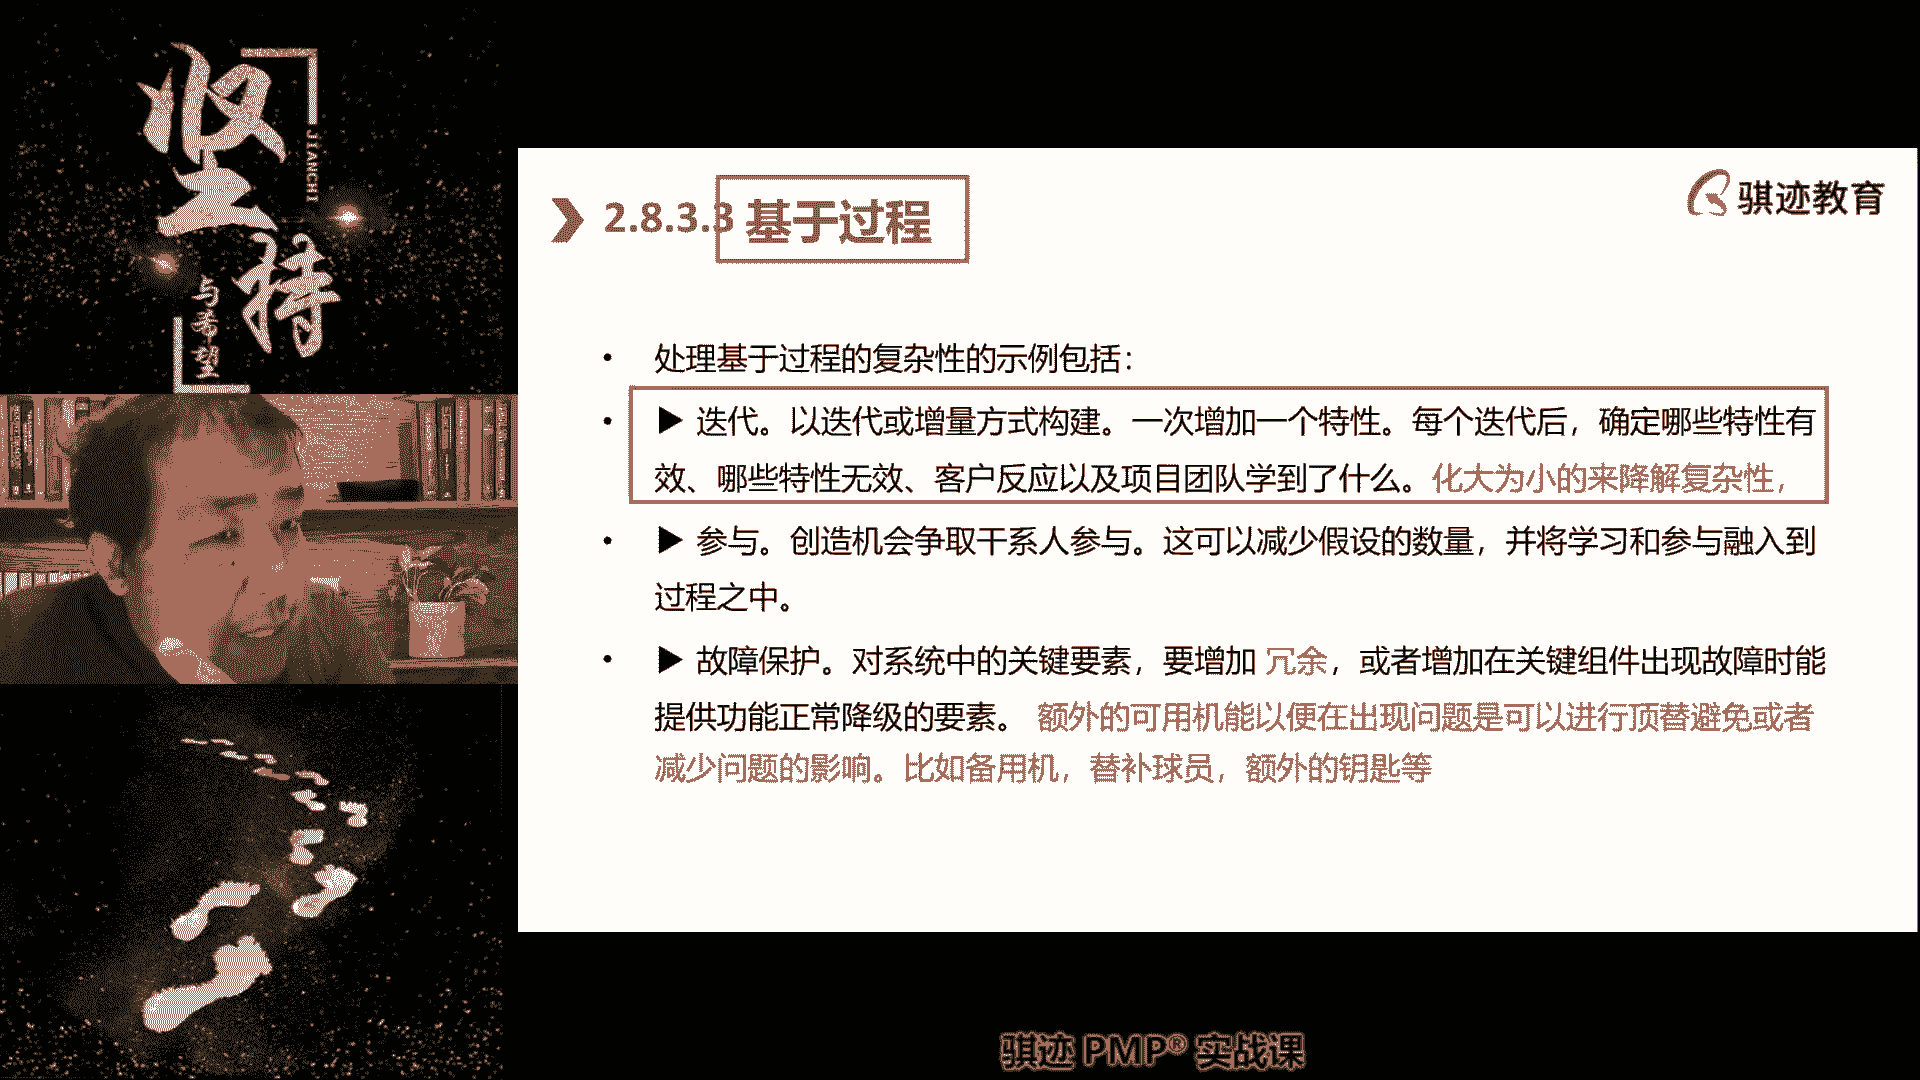 坚持
JIANCHI
与希望
2.8.3.3 基于过程
骐迹教育
• 处理基于过程的复杂性的示例包括：
• ▶ 迭代。以迭代或增量方式构建。一次增加一个特性。每个迭代后，确定哪些特性有
效、哪些特性无效、客户反应以及项目团队学到了什么。化大为小的来降解复杂性，
• ▶ 参与。创造机会争取干系人参与。这可以减少假设的数量，并将学习和参与融入到
过程之中。
• ▶ 故障保护。对系统中的关键要素，要增加 冗余，或者增加在关键组件出现故障时能
提供功能正常降级的要素。 额外的可用机能以便在出现问题是可以进行顶替避免或者
减少问题的影响。比如备用机，替补球员，额外的钥匙等
骐迹 PMP® 实战课